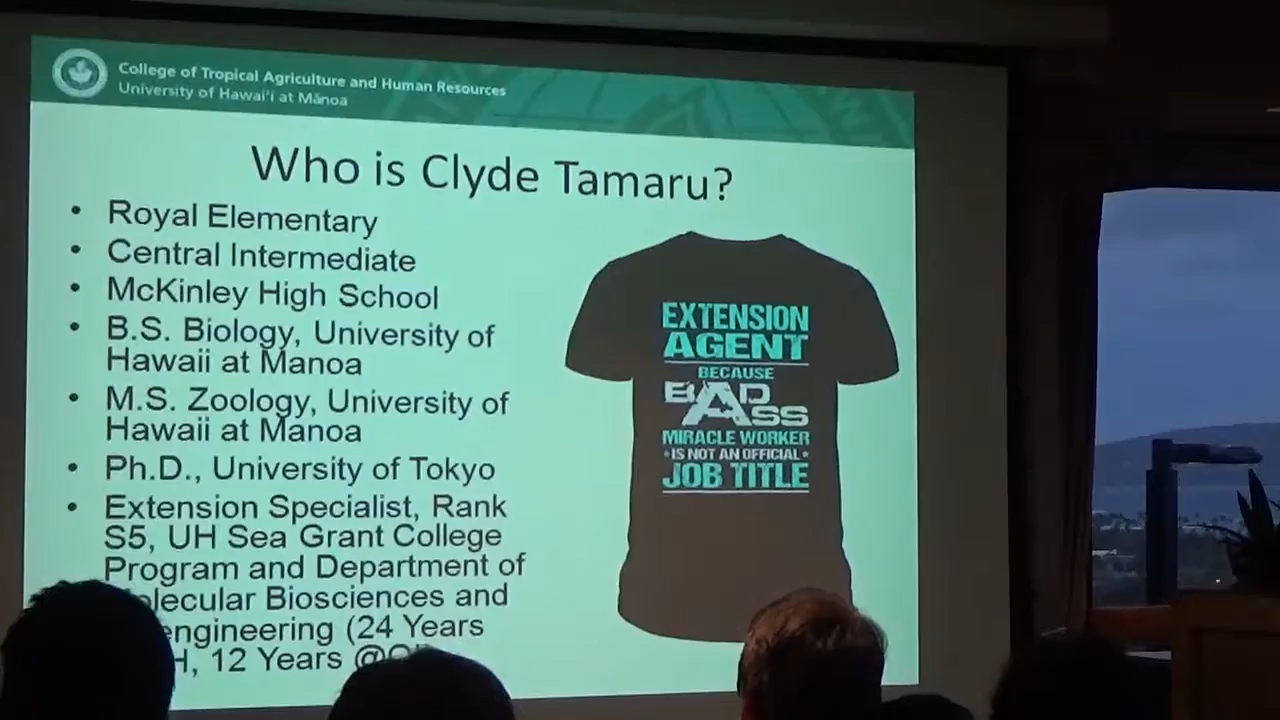 College of Tropical Agriculture and Human Resources
University of Hawai'i at Mānoa
Who is Clyde Tamaru?
• Royal Elementary
• Central Intermediate
• McKinley High School
• B.S. Biology, University of
Hawaii at Manoa
• M.S. Zoology, University of
Hawaii at Manoa
• Ph.D., University of Tokyo
• Extension Specialist, Rank
S5, UH Sea Grant College
Program and Department of
Biosciences and
(24 Years
12 Years
EXTENSION
AGENT
BECAUSE
BAD
ASS
MIRACLE WORKER
• IS NOT AN OFFICIAL •
JOB TITLE